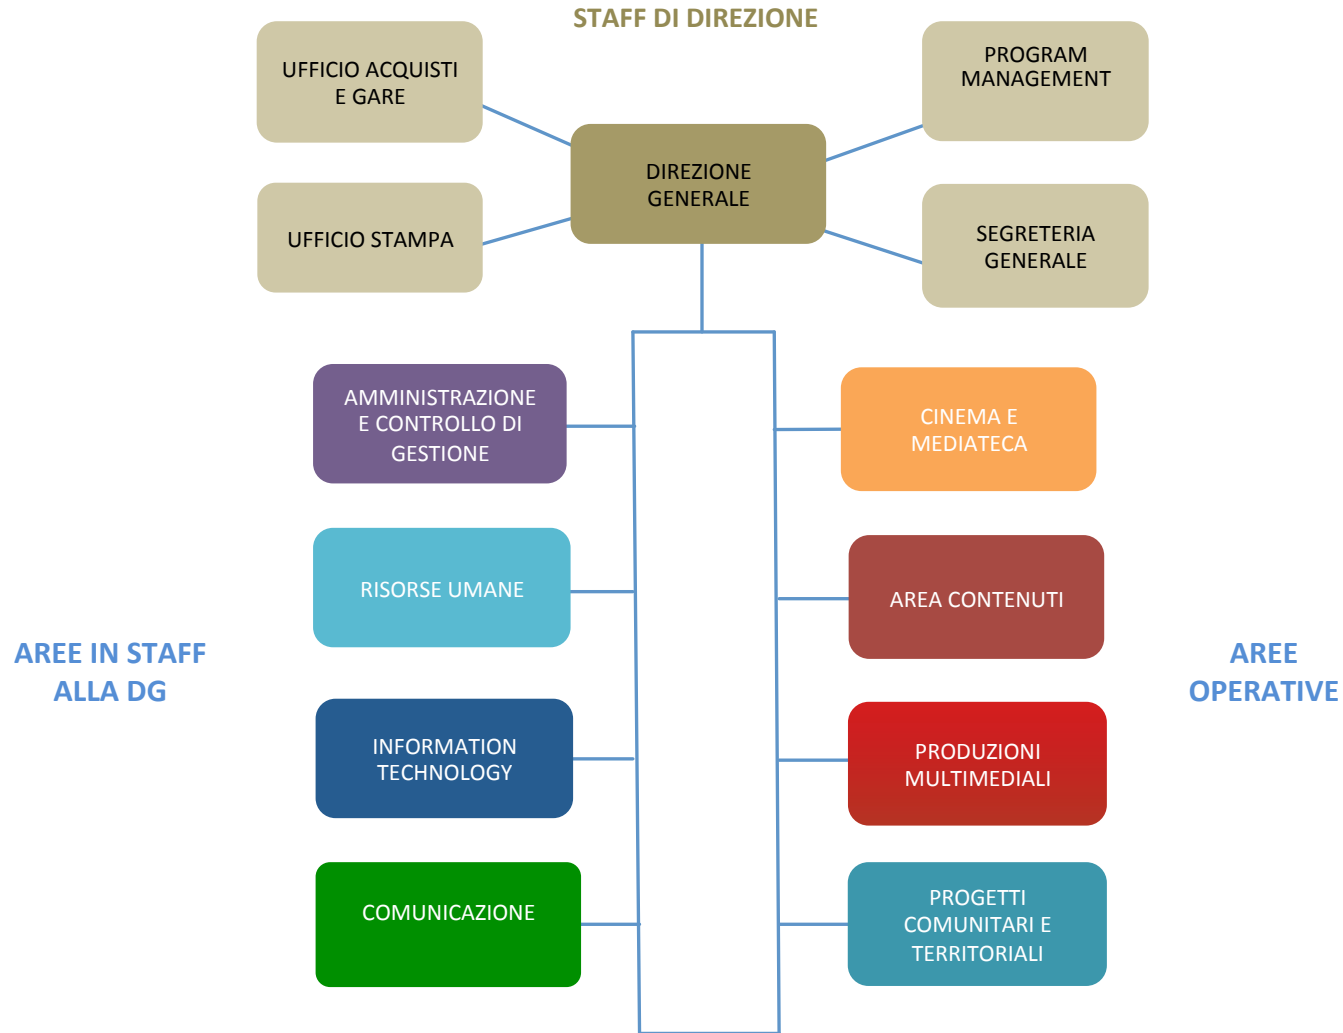 STAFF DI DIREZIONE
UFFICIO ACQUISTI
E GARE
PROGRAM
MANAGEMENT
DIREZIONE
GENERALE
UFFICIO STAMPA
SEGRETERIA
GENERALE
AMMINISTRAZIONE
E CONTROLLO DI
GESTIONE
CINEMA E
MEDIATECA
RISORSE UMANE
AREA CONTENUTI
AREE IN STAFF
ALLA DG
AREE
OPERATIVE
INFORMATION
TECHNOLOGY
PRODUZIONI
MULTIMEDIALI
COMUNICAZIONE
PROGETTI
COMUNITARI E
TERRITORIALI